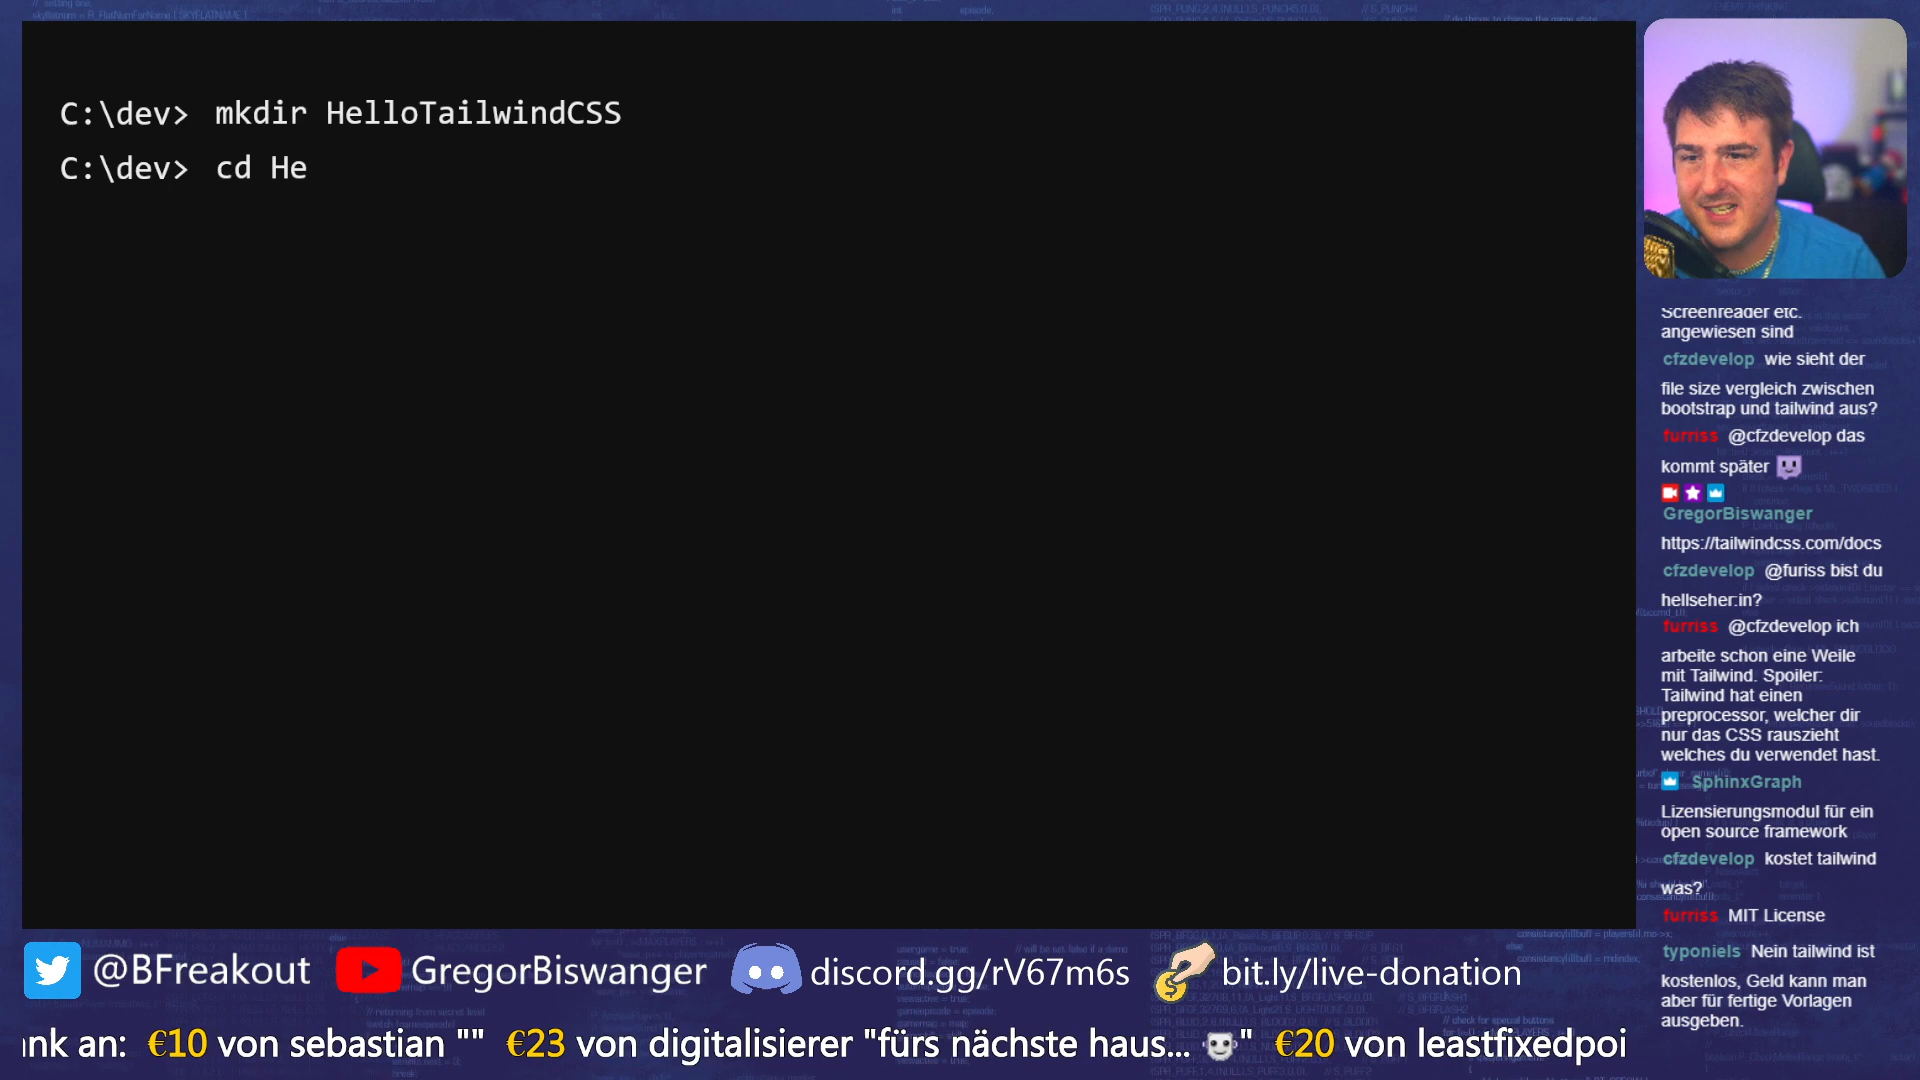 C:\dev> mkdir HelloTailwindCSS
C:\dev> cd He
Screenreader etc.
angewiesen sind
cfzdevelop wie sieht der
file size vergleich zwischen
bootstrap und tailwind aus?
furriss @cfzdevelop das
kommt später
GregorBiswanger
https://tailwindcss.com/docs
cfzdevelop @furiss bist du
hellseher:in?
furriss @cfzdevelop ich
arbeite schon eine Weile
mit Tailwind. Spoiler:
Tailwind hat einen
preprocessor, welcher dir
nur das CSS rauszieht
welches du verwendet hast.
SphinxGraph
Lizensierungsmodul für ein
open source framework
cfzdevelop kostet tailwind
was?
furriss MIT License
typoniels Nein tailwind ist
kostenlos, Geld kann man
aber für fertige Vorlagen
ausgeben.
@BFreakout GregorBiswanger discord.gg/rV67m6s bit.ly/live-donation
nk an: €10 von sebastian "" €23 von digitalisierer "fürs nächste haus... " €20 von leastfixedpoi